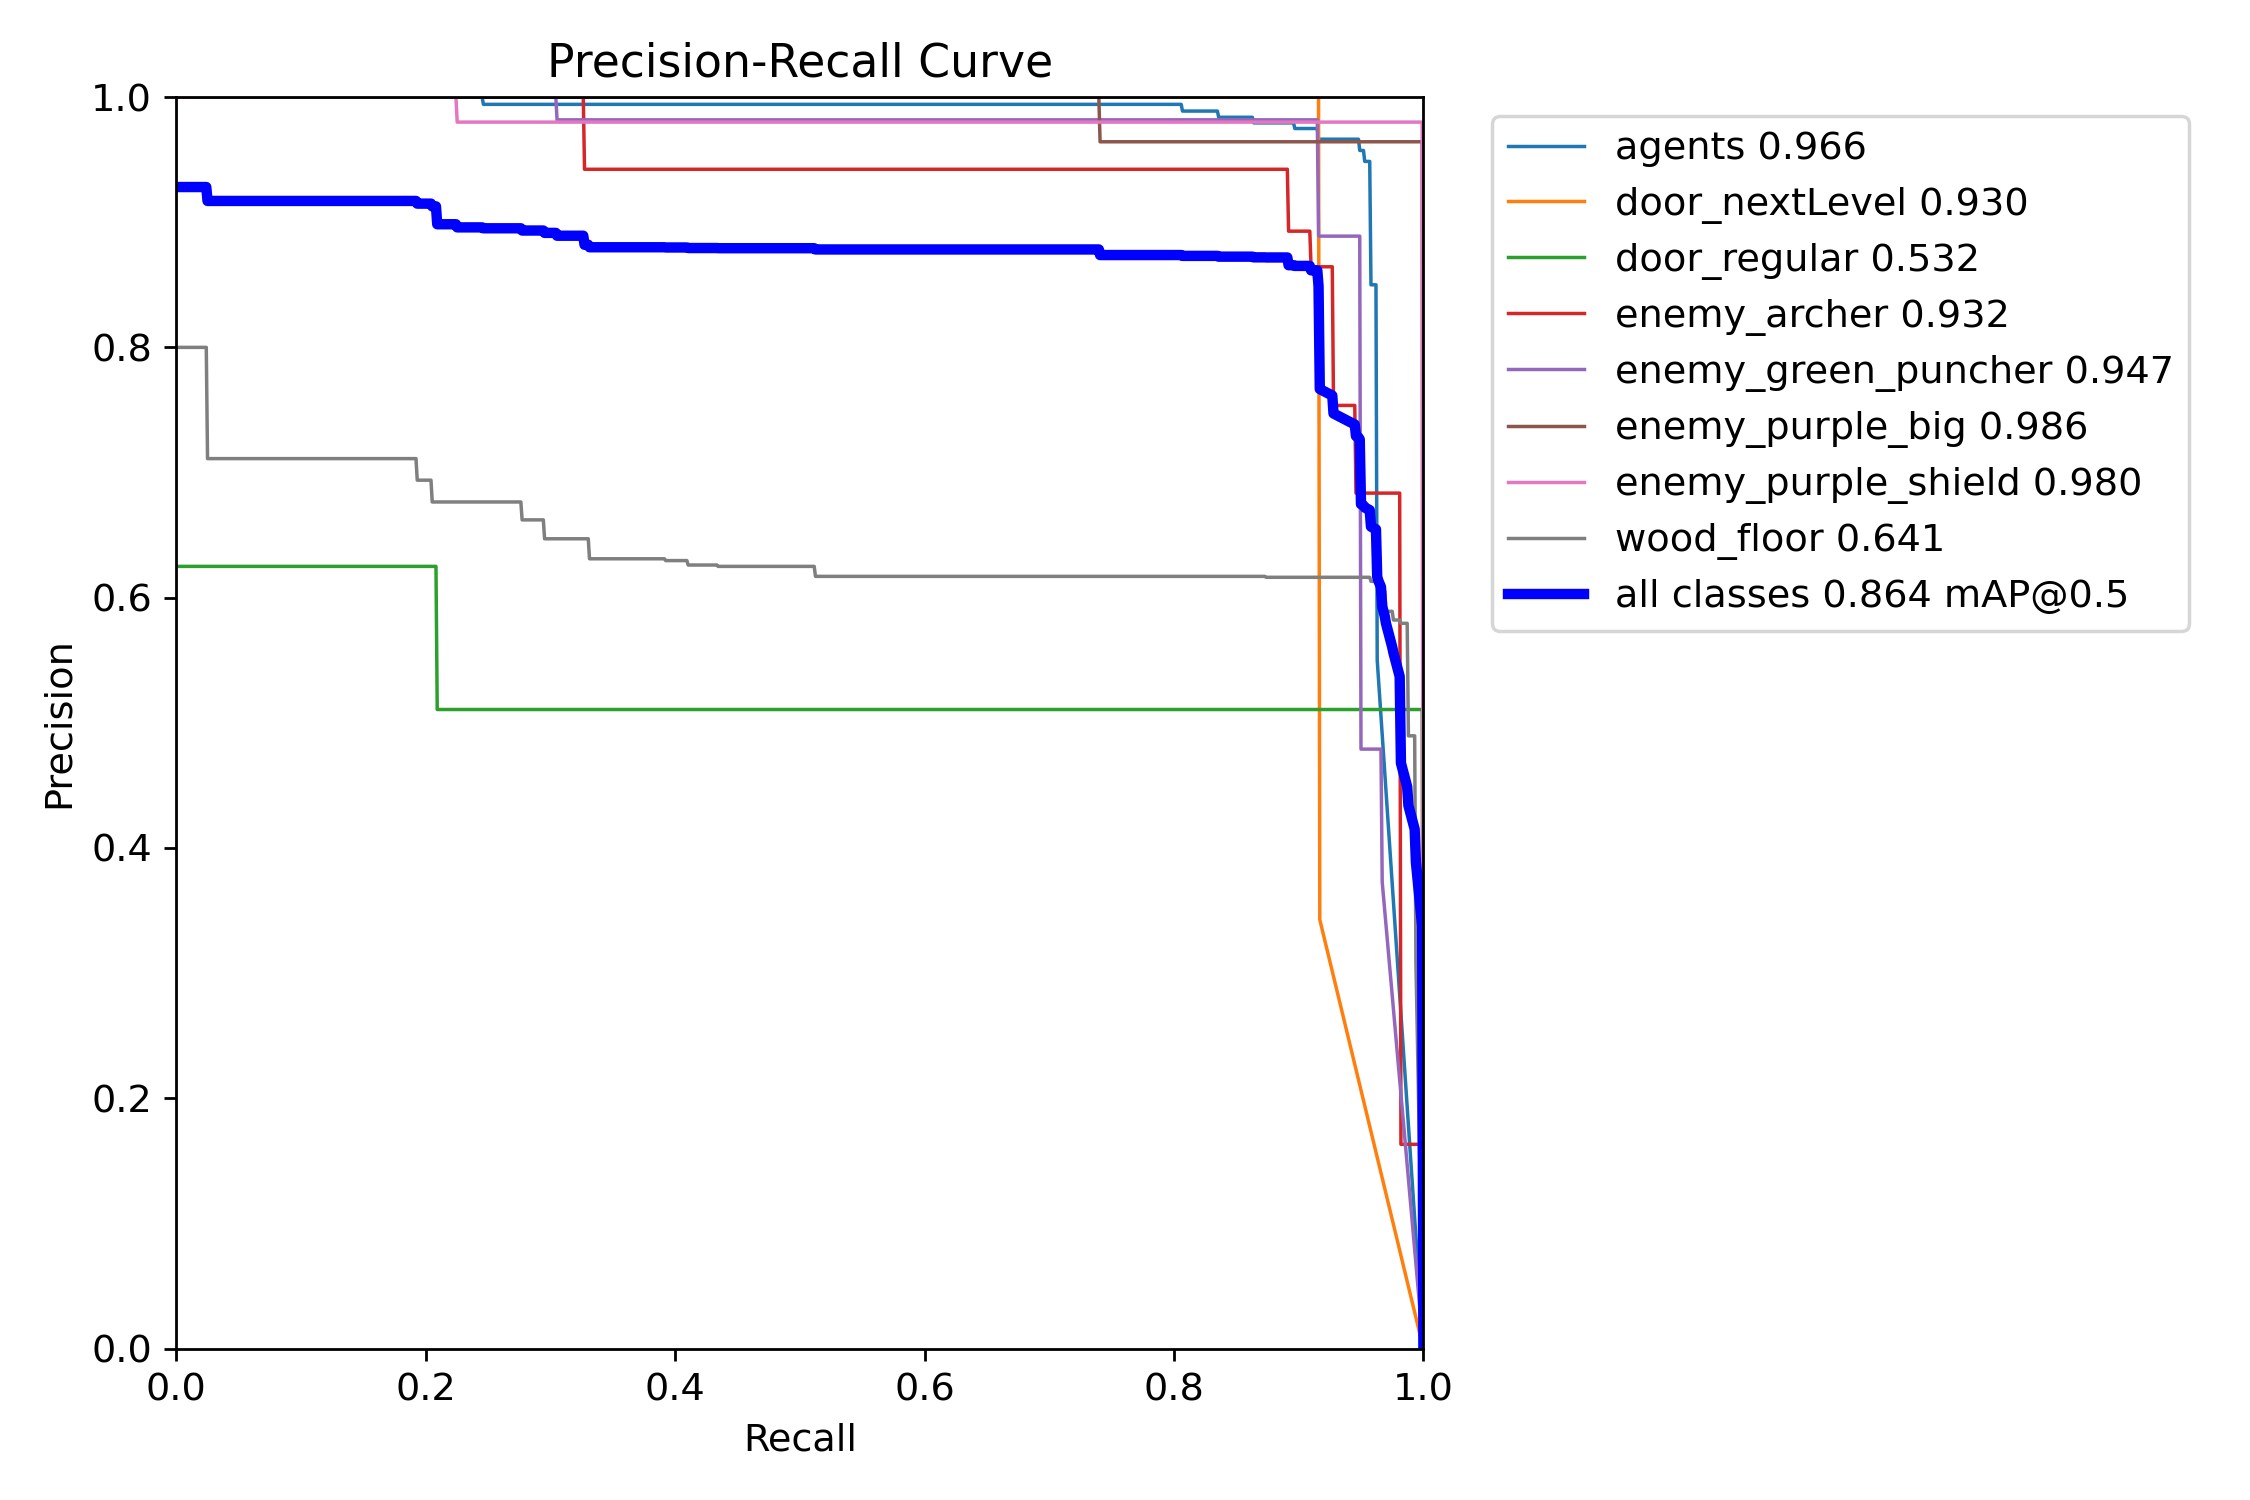 Precision-Recall Curve
1.0
0.8
0.6
0.4
0.2
0.0
Precision
0.0 0.2 0.4 0.6 0.8 1.0
Recall
agents 0.966
door_nextLevel 0.930
door_regular 0.532
enemy_archer 0.932
enemy_green_puncher 0.947
enemy_purple_big 0.986
enemy_purple_shield 0.980
wood_floor 0.641
all classes 0.864 mAP@0.5